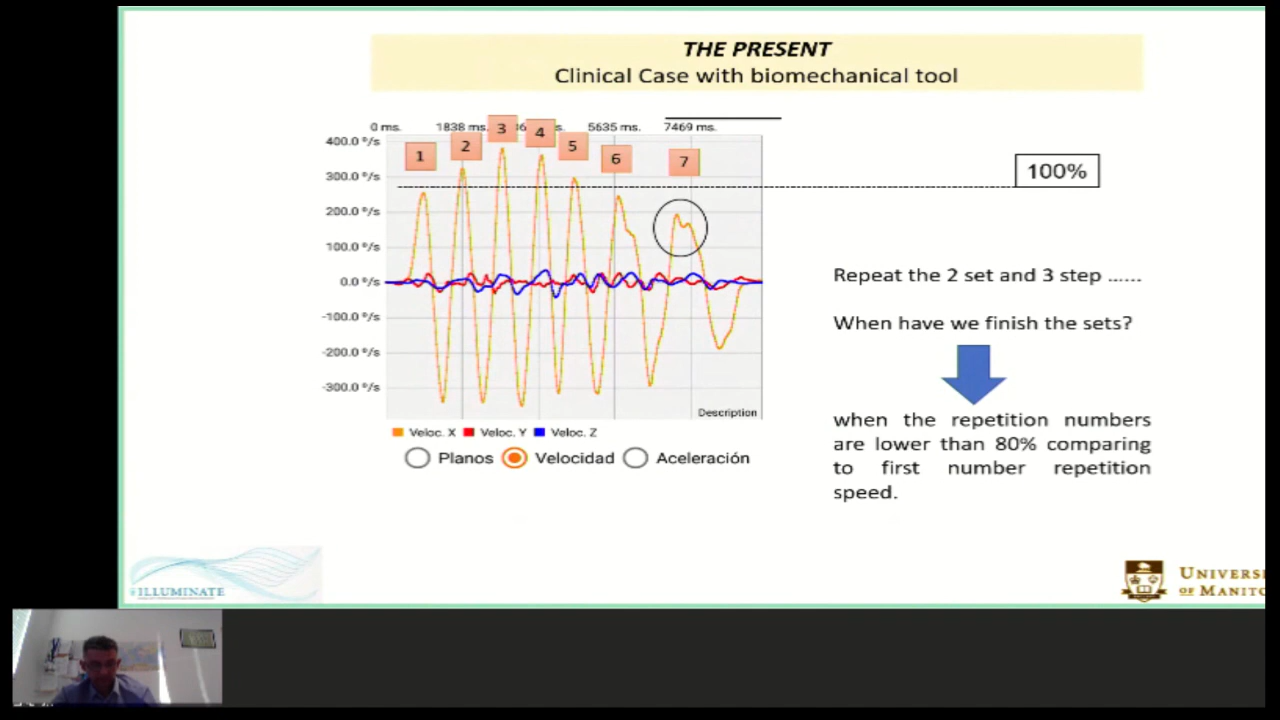 THE PRESENT
Clinical Case with biomechanical tool
0 ms. 1838 ms. 5635 ms. 7469 ms.
1 2 3 4 5 6 7
400.0 º/s
300.0 º/s
200.0 º/s
100.0 º/s
0.0 º/s
-100.0 º/s
-200.0 º/s
-300.0 º/s
Description
Veloc. X Veloc. Y Veloc. Z
Planos Velocidad Aceleración
100%
Repeat the 2 set and 3 step ......
When have we finish the sets?
when the repetition numbers
are lower than 80% comparing
to first number repetition
speed.
ILLUMINATE
UNIVERSI
OF MANITO